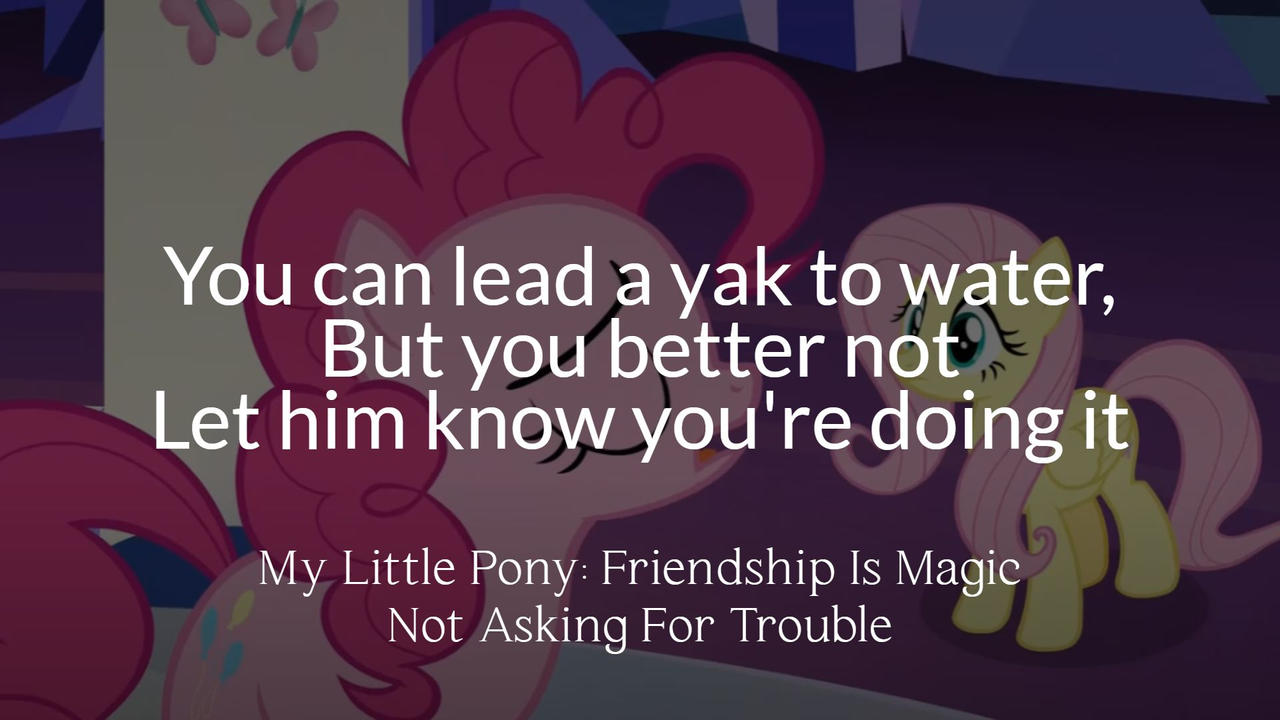 You can lead a yak to water,
But you better not
Let him know you're doing it
My Little Pony: Friendship Is Magic
Not Asking For Trouble